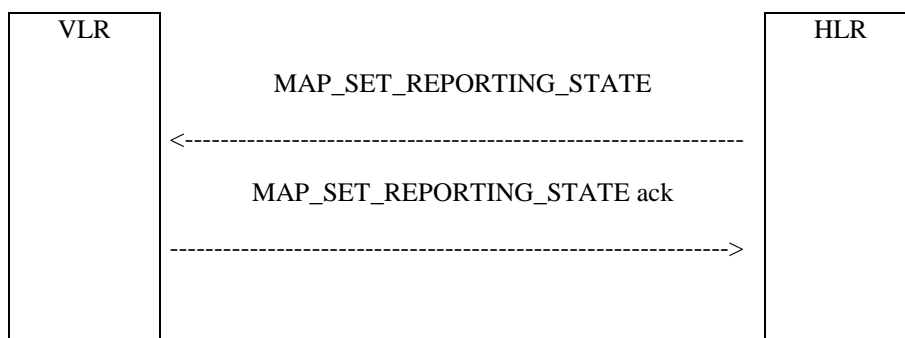 VLR HLR
MAP_SET_REPORTING_STATE
<---------------------------------------------------------------
MAP_SET_REPORTING_STATE ack
--------------------------------------------------------------->